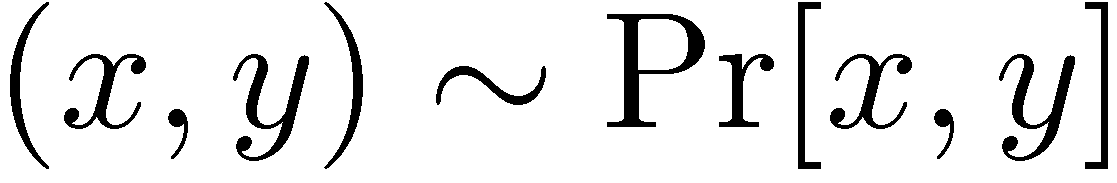 (x, y) ∼ Pr[x, y]